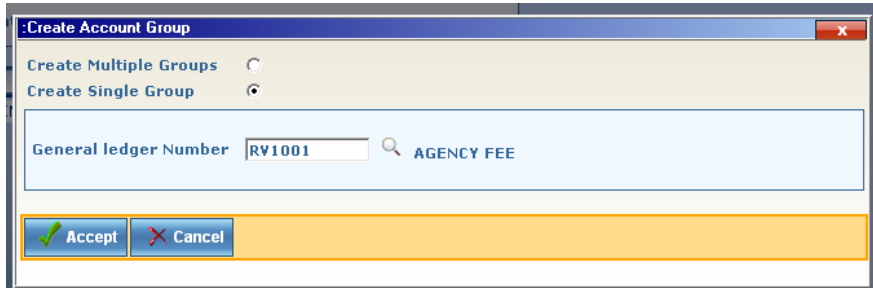 :Create Account Group
x
Create Multiple Groups
Create Single Group
General ledger Number RV1001 AGENCY FEE
Accept Cancel